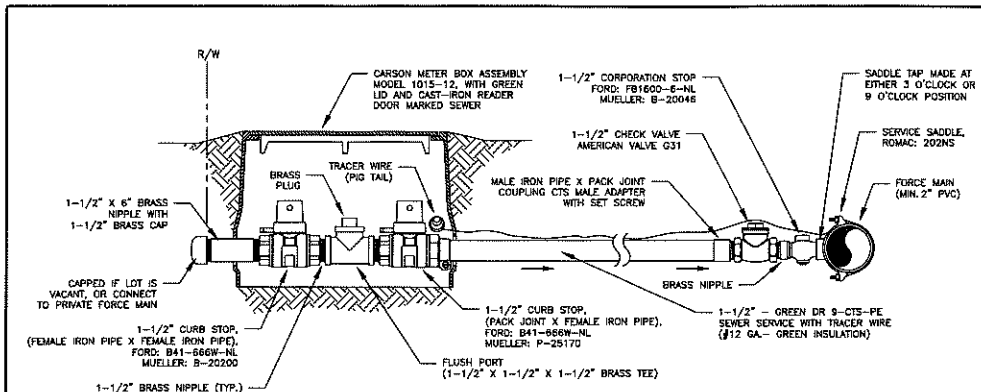 R/W
CARSON METER BOX ASSEMBLY
MODEL 1015-12, WITH GREEN
LID AND CAST-IRON READER
DOOR MARKED SEWER
1-1/2" CORPORATION STOP
FORD: FB1600-6-NL
MUELLER: B-20046
SADDLE TAP MADE AT
EITHER 3 O'CLOCK OR
9 O'CLOCK POSITION
1-1/2" CHECK VALVE
AMERICAN VALVE G31
SERVICE SADDLE,
ROMAC: 202NS
TRACER WIRE
(PIG TAIL)
BRASS
PLUG
MALE IRON PIPE X PACK JOINT
COUPLING CTS MALE ADAPTER
WITH SET SCREW
FORCE MAIN
(MIN. 2" PVC)
1-1/2" X 6" BRASS
NIPPLE WITH
1-1/2" BRASS CAP
CAPPED IF LOT IS
VACANT, OR CONNECT
TO PRIVATE FORCE MAIN
BRASS NIPPLE
1-1/2" CURB STOP,
(FEMALE IRON PIPE X FEMALE IRON PIPE),
FORD: B41-666W-NL
MUELLER: B-20200
1-1/2" CURB STOP,
(PACK JOINT X FEMALE IRON PIPE),
FORD: B41-666W-NL
MUELLER: P-25170
1-1/2" - GREEN DR 9-CTS-PE
SEWER SERVICE WITH TRACER WIRE
(#12 GA.- GREEN INSULATION)
FLUSH PORT
(1-1/2" X 1-1/2" X 1-1/2" BRASS TEE)
1-1/2" BRASS NIPPLE (TYP.)